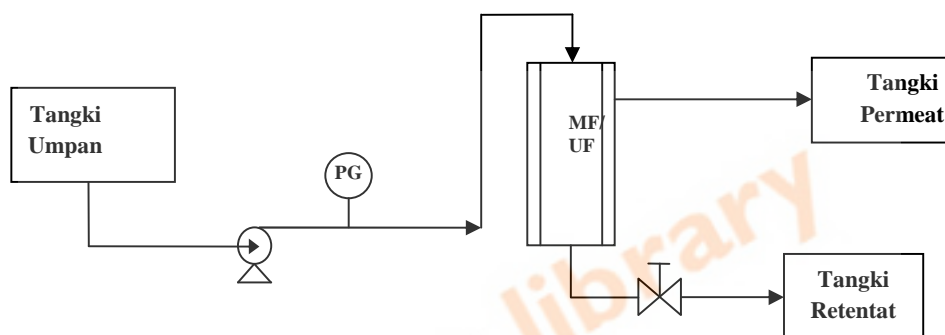 Tangki
Umpan
PG
MF/
UF
Tangki
Permeat
Tangki
Retentat
library